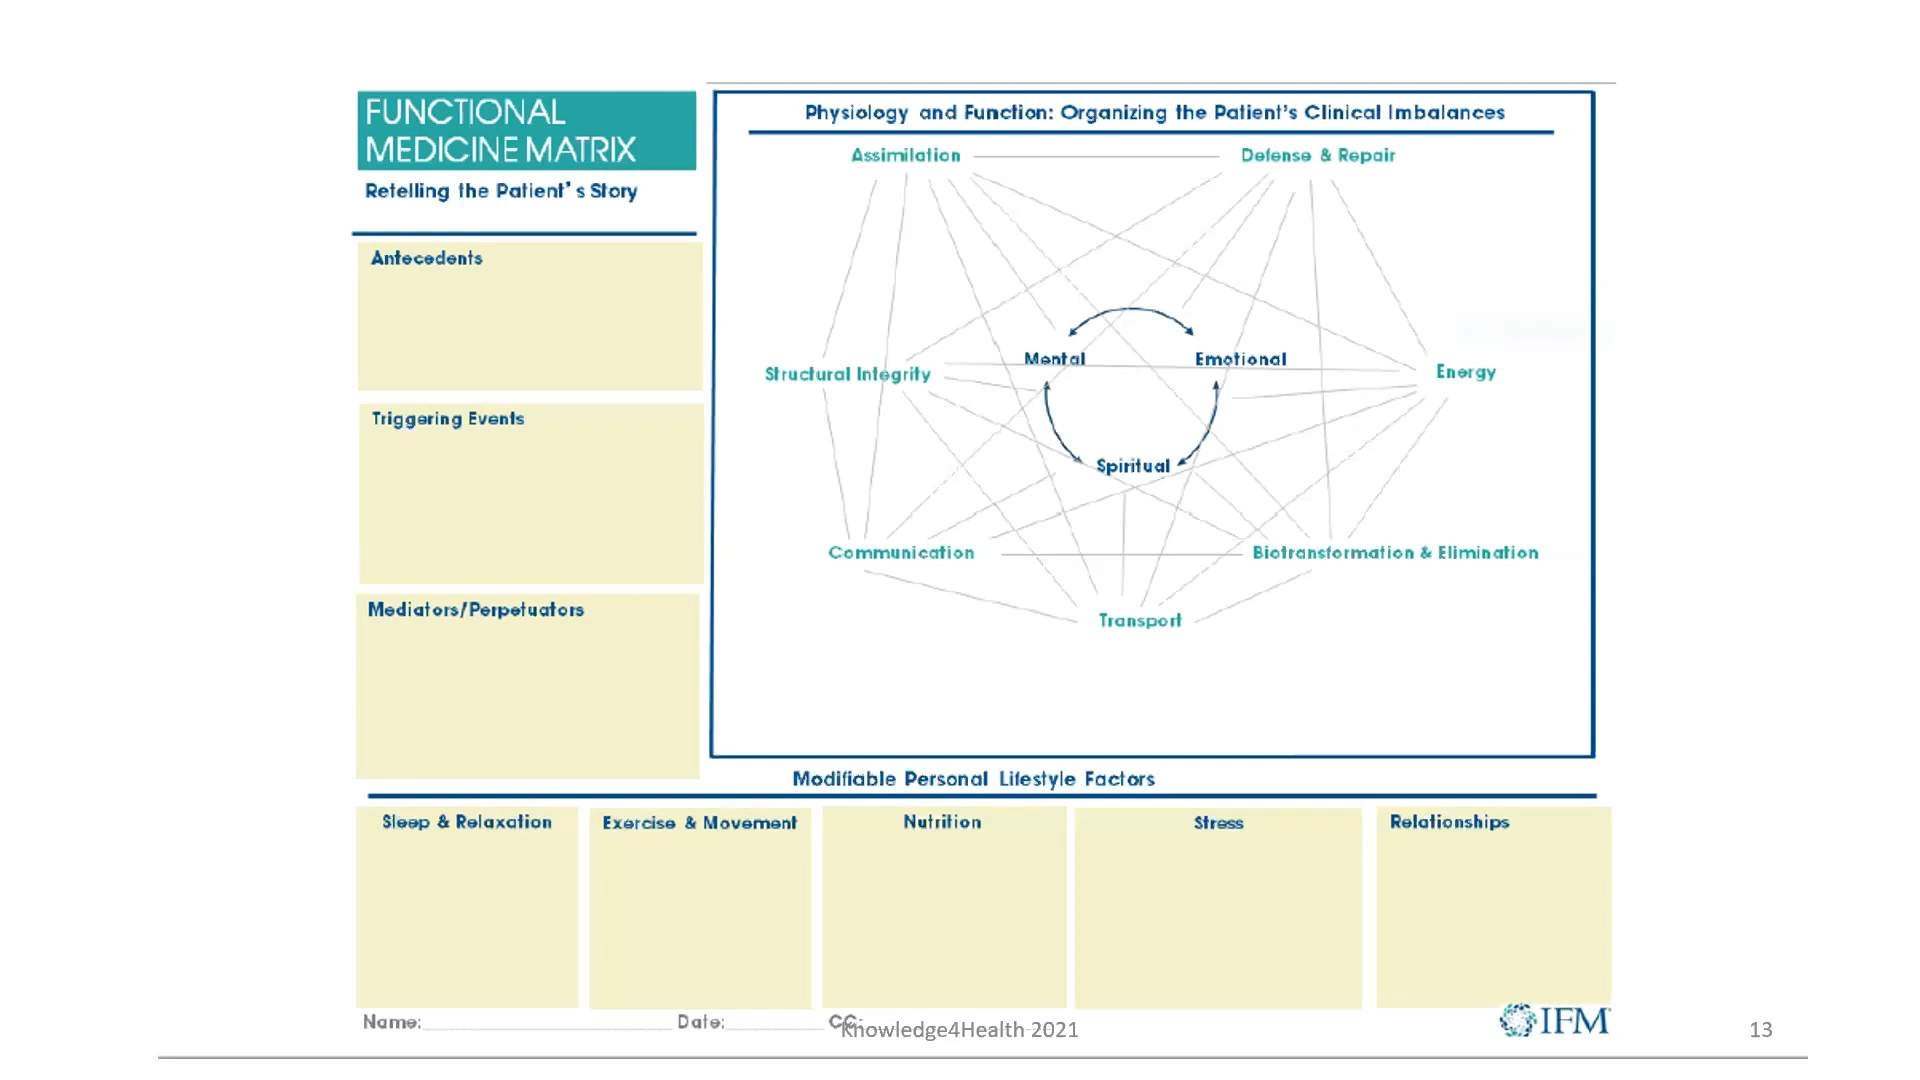 FUNCTIONAL
MEDICINE MATRIX
Retelling the Patient's Story
Antecedents
Triggering Events
Mediators/Perpetuators
Physiology and Function: Organizing the Patient's Clinical Imbalances
Assimilation
Defense & Repair
Mental
Emotional
Structural Integrity
Energy
Spiritual
Communication
Biotransformation & Elimination
Transport
Modifiable Personal Lifestyle Factors
Sleep & Relaxation
Exercise & Movement
Nutrition
Stress
Relationships
Name: Date: CC:
Knowledge4Health 2021
IFM
13